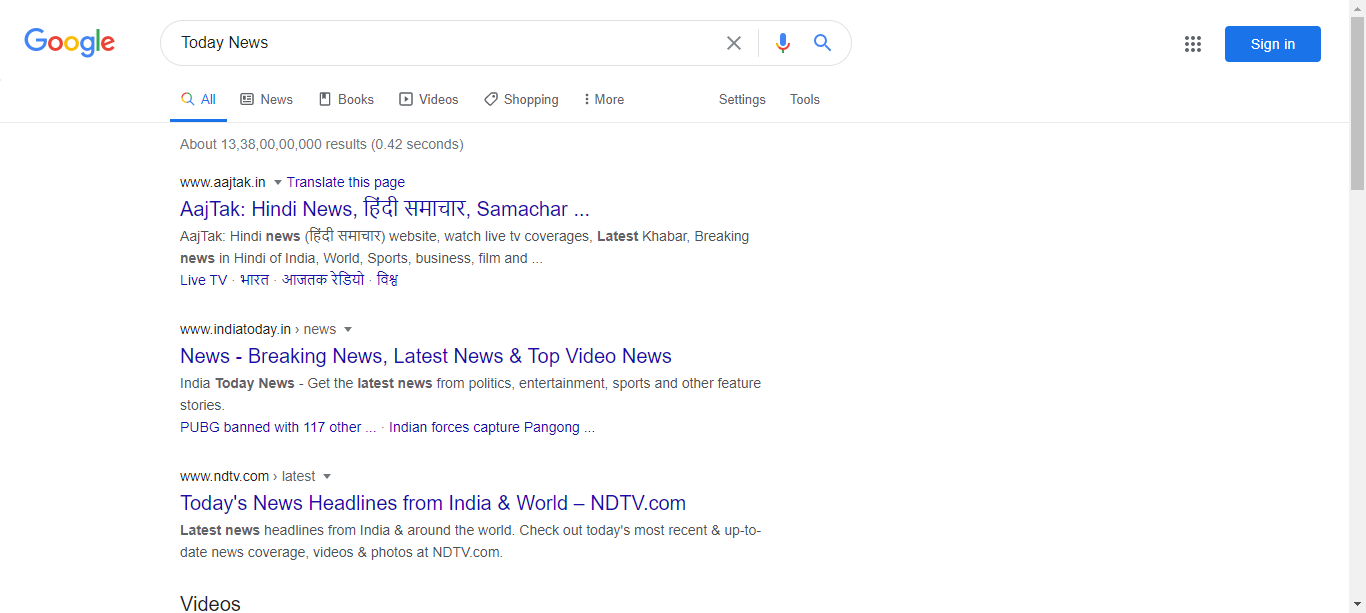 Google
Today News
Sign in
All News Books Videos Shopping More Settings Tools
About 13,38,00,00,000 results (0.42 seconds)
www.aajtak.in Translate this page
AajTak: Hindi News, हिंदी समाचार, Samachar ...
AajTak: Hindi news (हिंदी समाचार) website, watch live tv coverages, Latest Khabar, Breaking
news in Hindi of India, World, Sports, business, film and ...
Live TV · भारत · आजतक रेडियो · विश्व
www.indiatoday.in › news
News - Breaking News, Latest News & Top Video News
India Today News - Get the latest news from politics, entertainment, sports and other feature
stories.
PUBG banned with 117 other ... · Indian forces capture Pangong ...
www.ndtv.com › latest
Today's News Headlines from India & World – NDTV.com
Latest news headlines from India & around the world. Check out today's most recent & up-to-
date news coverage, videos & photos at NDTV.com.
Videos